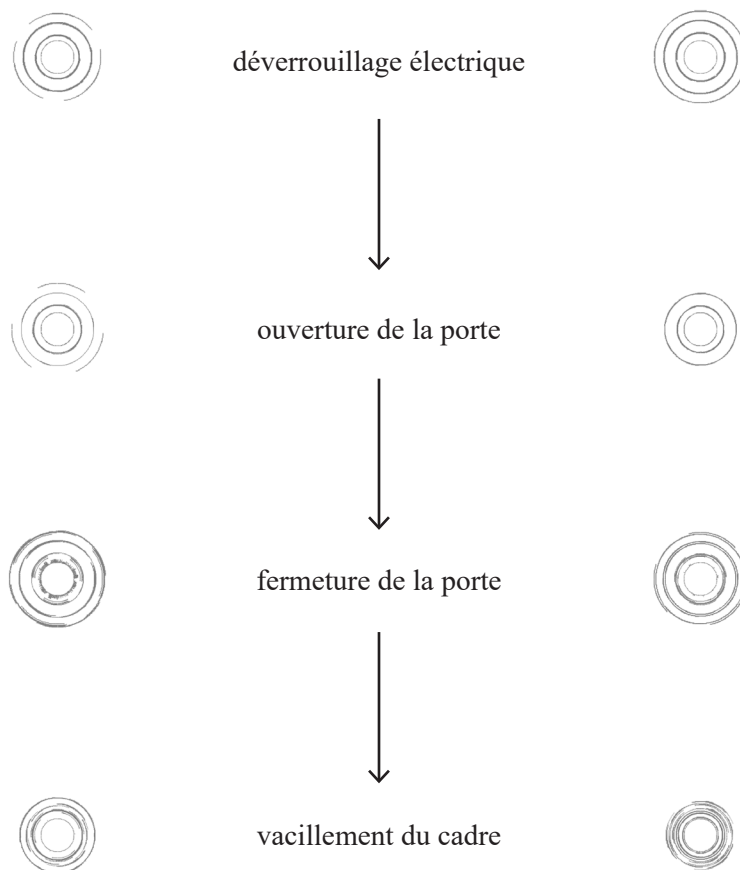 déverrouillage électrique
ouverture de la porte
fermeture de la porte
vacillement du cadre